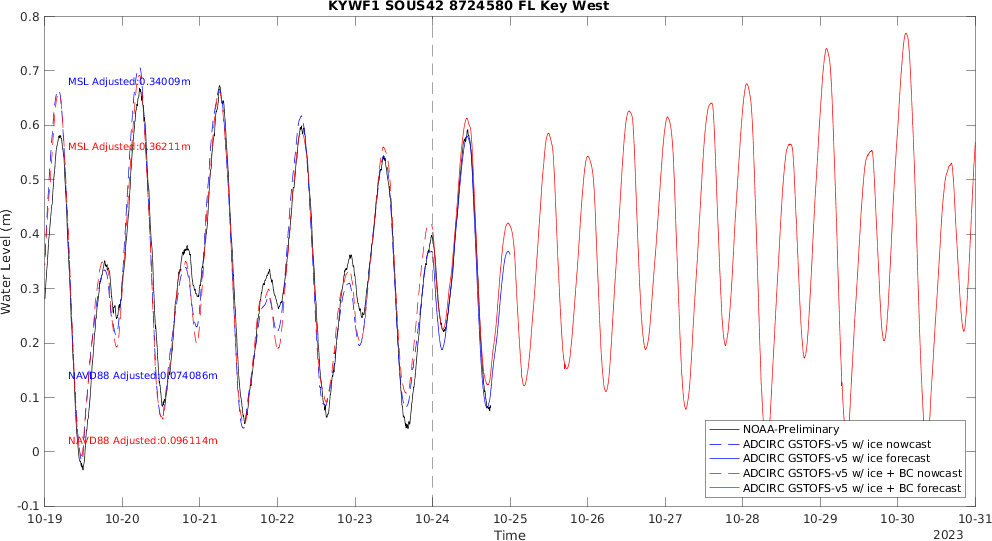 KYWF1 SOUS42 8724580 FL Key West
0.8
0.7
0.6
0.5
0.4
0.3
0.2
0.1
0
-0.1
Water Level (m)
MSL Adjusted:0.34009m
MSL Adjusted:0.36211m
NAVD88 Adjusted:0.074086m
NAVD88 Adjusted:0.096114m
NOAA-Preliminary
ADCIRC GSTOFS-v5 w/ ice nowcast
ADCIRC GSTOFS-v5 w/ ice forecast
ADCIRC GSTOFS-v5 w/ ice + BC nowcast
ADCIRC GSTOFS-v5 w/ ice + BC forecast
10-19 10-20 10-21 10-22 10-23 10-24 10-25 10-26 10-27 10-28 10-29 10-30 10-31
Time
2023